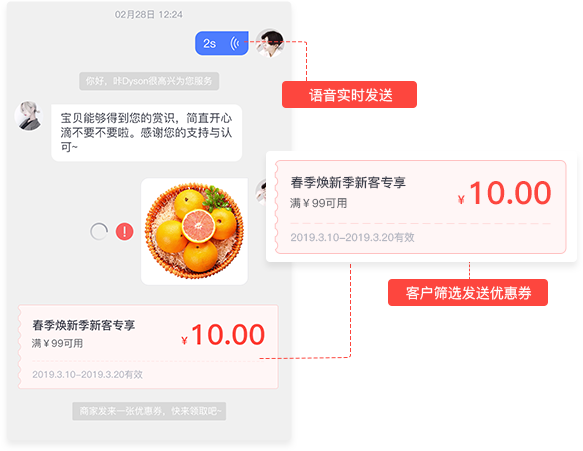 02月28日 12:24
2s
语音实时发送
你好，咔Dyson很高兴为您服务
宝贝能够得到您的赏识，简直开心
滴不要不要啦。感谢您的支持与认
可~
春季焕新季新客专享
满￥99可用
￥10.00
2019.3.10-2019.3.20有效
!
客户筛选发送优惠券
春季焕新季新客专享
满￥99可用
￥10.00
2019.3.10-2019.3.20有效
商家发来一张优惠券，快来领取吧~